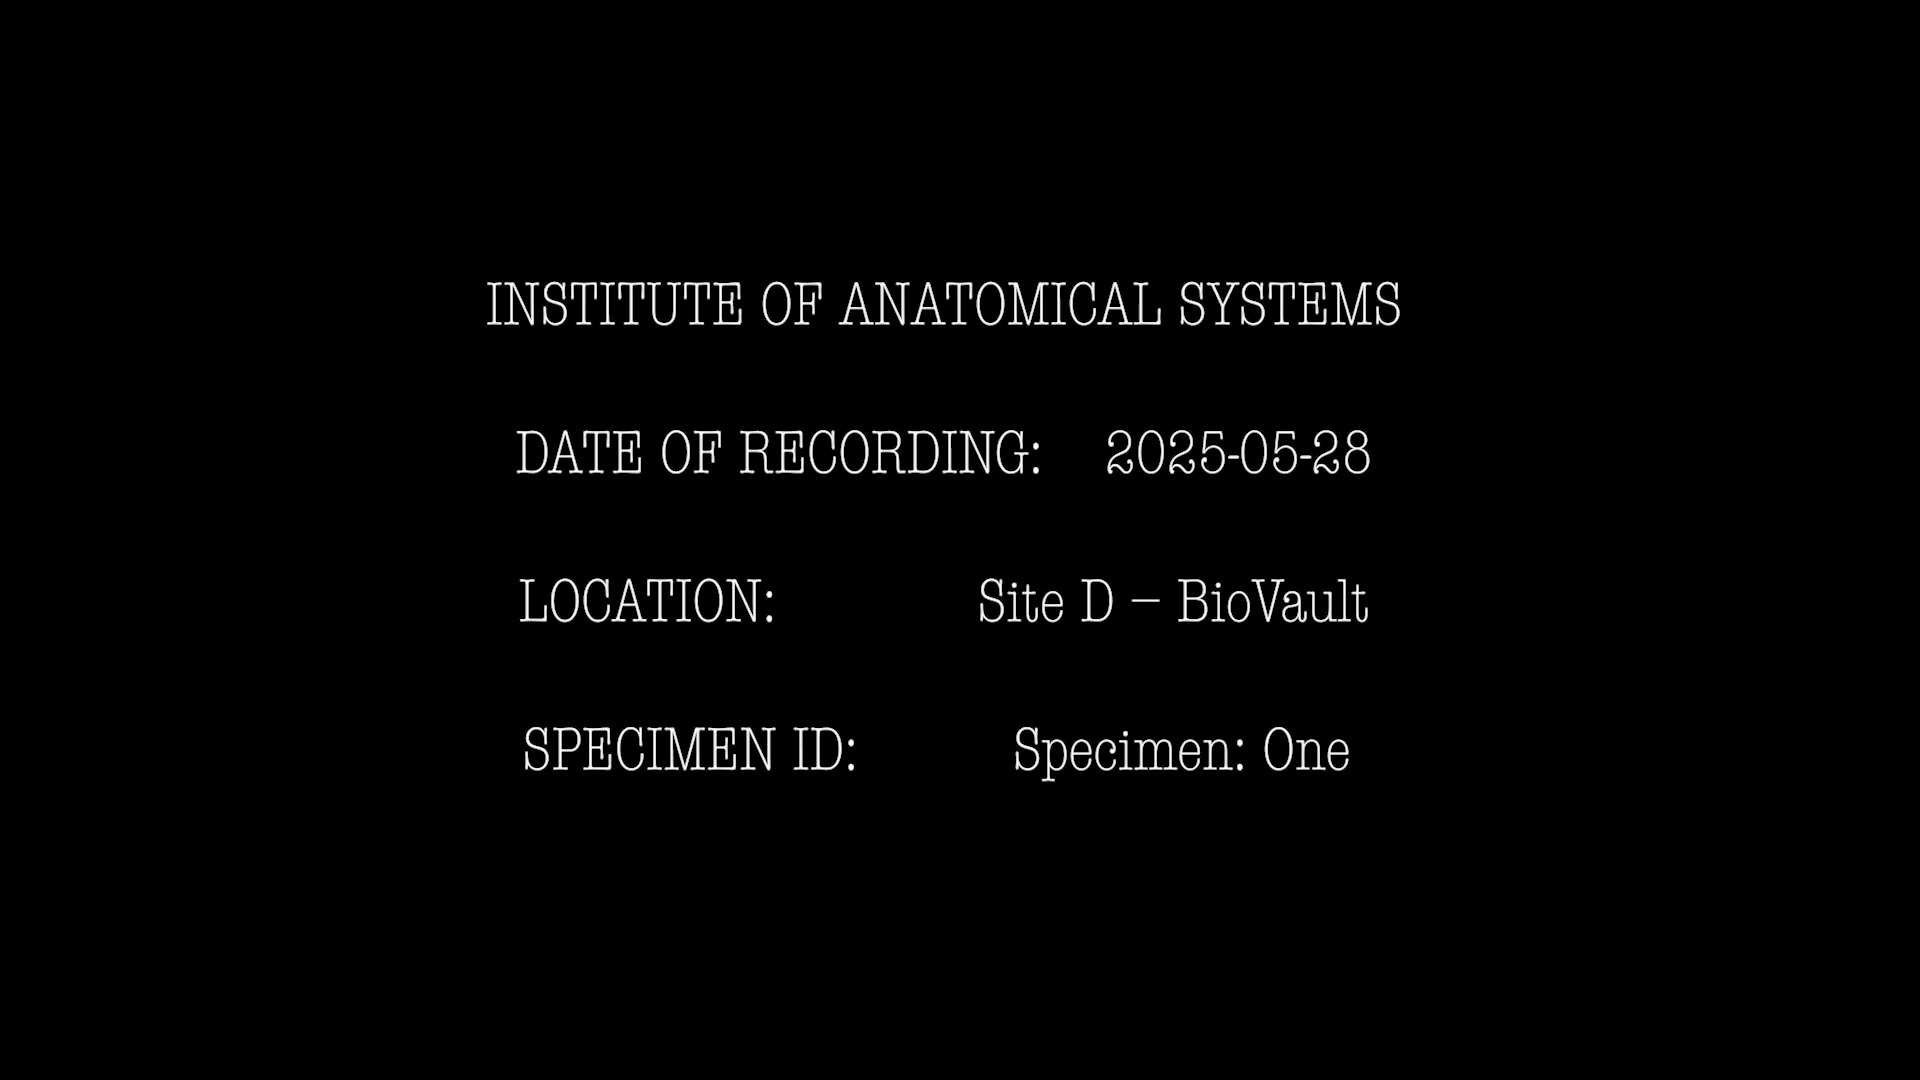 INSTITUTE OF ANATOMICAL SYSTEMS
DATE OF RECORDING: 2025-05-28
LOCATION: Site D – BioVault
SPECIMEN ID: Specimen: One